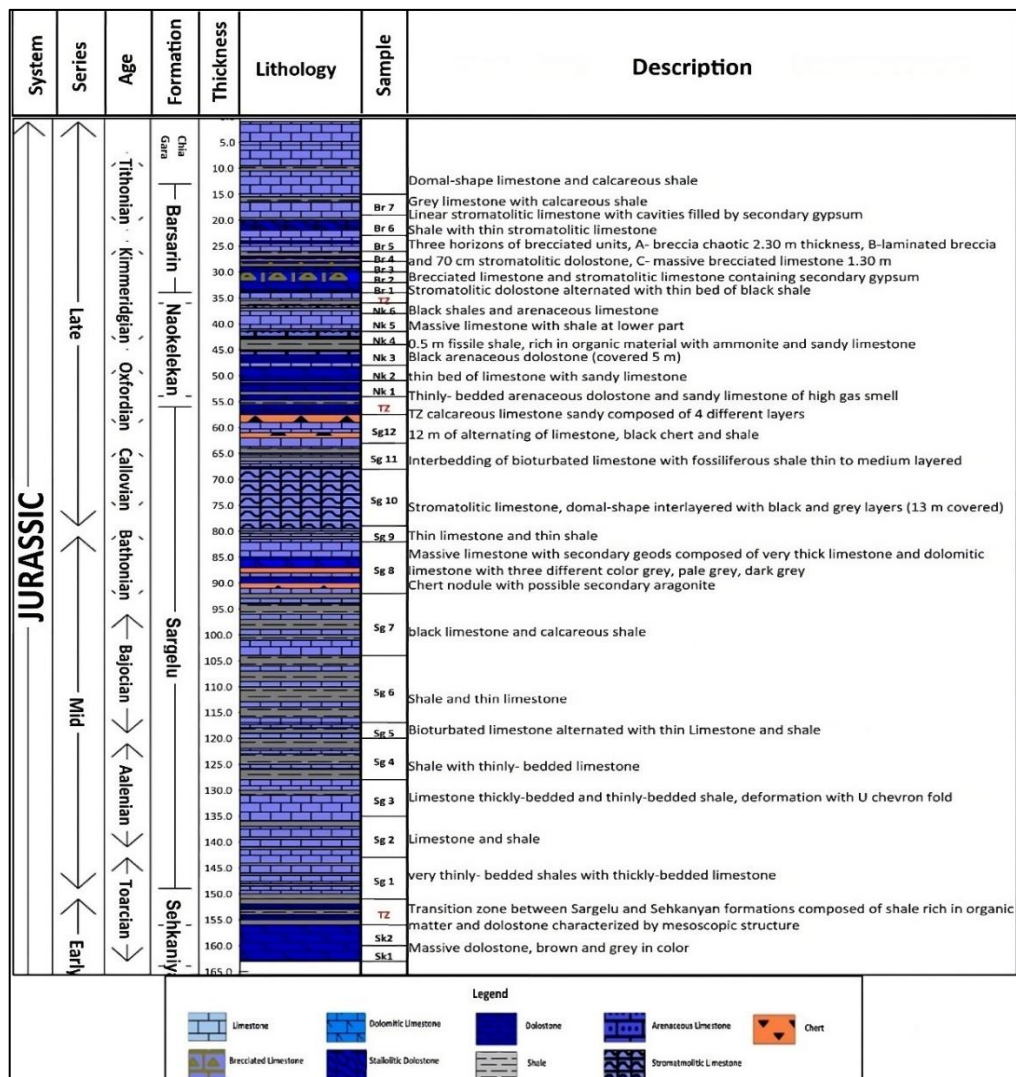 System
Series
Age
Formation
Thickness
Lithology
Sample
Description
JURASSIC
Late
Mid
Early
Tithonian
Kimmeridgian
Oxfordian
Callovian
Bathonian
Bajocian
Aalenian
Toarcian
Chia
Gara
Barsarin
Naokelekan
Sargelu
Sehkaniya
5.0
10.0
15.0
20.0
25.0
30.0
35.0
40.0
45.0
50.0
55.0
60.0
65.0
70.0
75.0
80.0
85.0
90.0
95.0
100.0
105.0
110.0
115.0
120.0
125.0
130.0
135.0
140.0
145.0
150.0
155.0
160.0
165.0
Br 7
Br 6
Br 5
Br 4
Br 3
Br 2
Br 1
TZ
Nk 6
Nk 5
Nk 4
Nk 3
Nk 2
Nk 1
TZ
Sg12
Sg 11
Sg 10
Sg 9
Sg 8
Sg 7
Sg 6
Sg 5
Sg 4
Sg 3
Sg 2
Sg 1
TZ
Sk2
Sk1
Domal-shape limestone and calcareous shale
Grey limestone with calcareous shale
Linear stromatolitic limestone with cavities filled by secondary gypsum
Shale with thin stromatolitic limestone
Three horizons of brecciated units, A- breccia chaotic 2.30 m thickness, B-laminated breccia
and 70 cm stromatolitic dolostone, C- massive brecciated limestone 1.30 m
Brecciated limestone and stromatolitic limestone containing secondary gypsum
Stromatolitic dolostone alternated with thin bed of black shale
Black shales and arenaceous limestone
Massive limestone with shale at lower part
0.5 m fissile shale, rich in organic material with ammonite and sandy limestone
Black arenaceous dolostone (covered 5 m)
thin bed of limestone with sandy limestone
Thinly- bedded arenaceous dolostone and sandy limestone of high gas smell
TZ calcareous limestone sandy composed of 4 different layers
12 m of alternating of limestone, black chert and shale
Interbedding of bioturbated limestone with fossiliferous shale thin to medium layered
Stromatolitic limestone, domal-shape interlayered with black and grey layers (13 m covered)
Thin limestone and thin shale
Massive limestone with secondary geods composed of very thick limestone and dolomitic
limestone with three different color grey, pale grey, dark grey
Chert nodule with possible secondary aragonite
black limestone and calcareous shale
Shale and thin limestone
Bioturbated limestone alternated with thin Limestone and shale
Shale with thinly- bedded limestone
Limestone thickly-bedded and thinly-bedded shale, deformation with U chevron fold
Limestone and shale
very thinly- bedded shales with thickly-bedded limestone
Transition zone between Sargelu and Sehkanyan formations composed of shale rich in organic
matter and dolostone characterized by mesoscopic structure
Massive dolostone, brown and grey in color
Legend
Limestone
Dolomitic Limestone
Dolostone
Arenaceous Limestone
Chert
Brecciated Limestone
Stailolitic Dolostone
Shale
Stromatmolitic Limestone